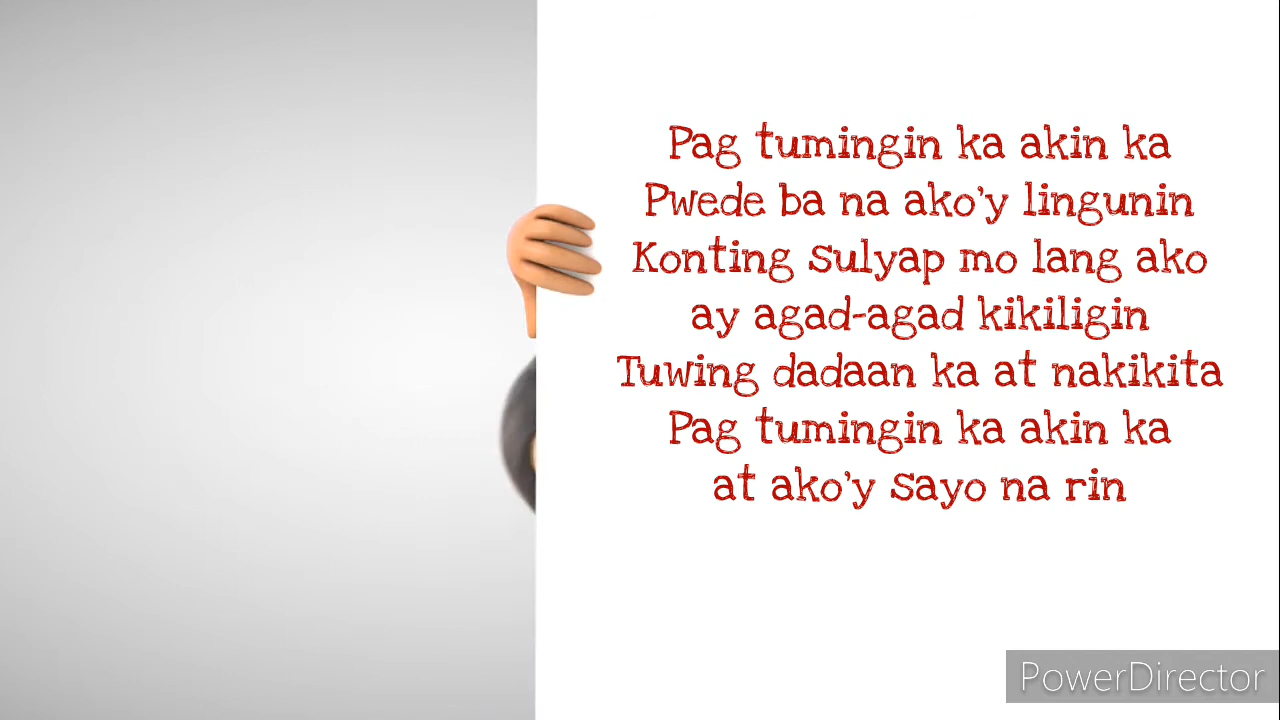 Pag tumingin ka akin ka
Pwede ba na ako'y lingunin
Konting sulyap mo lang ako
ay agad-agad kikiligin
Tuwing dadaan ka at nakikita
Pag tumingin ka akin ka
at ako'y sayo na rin
PowerDirector